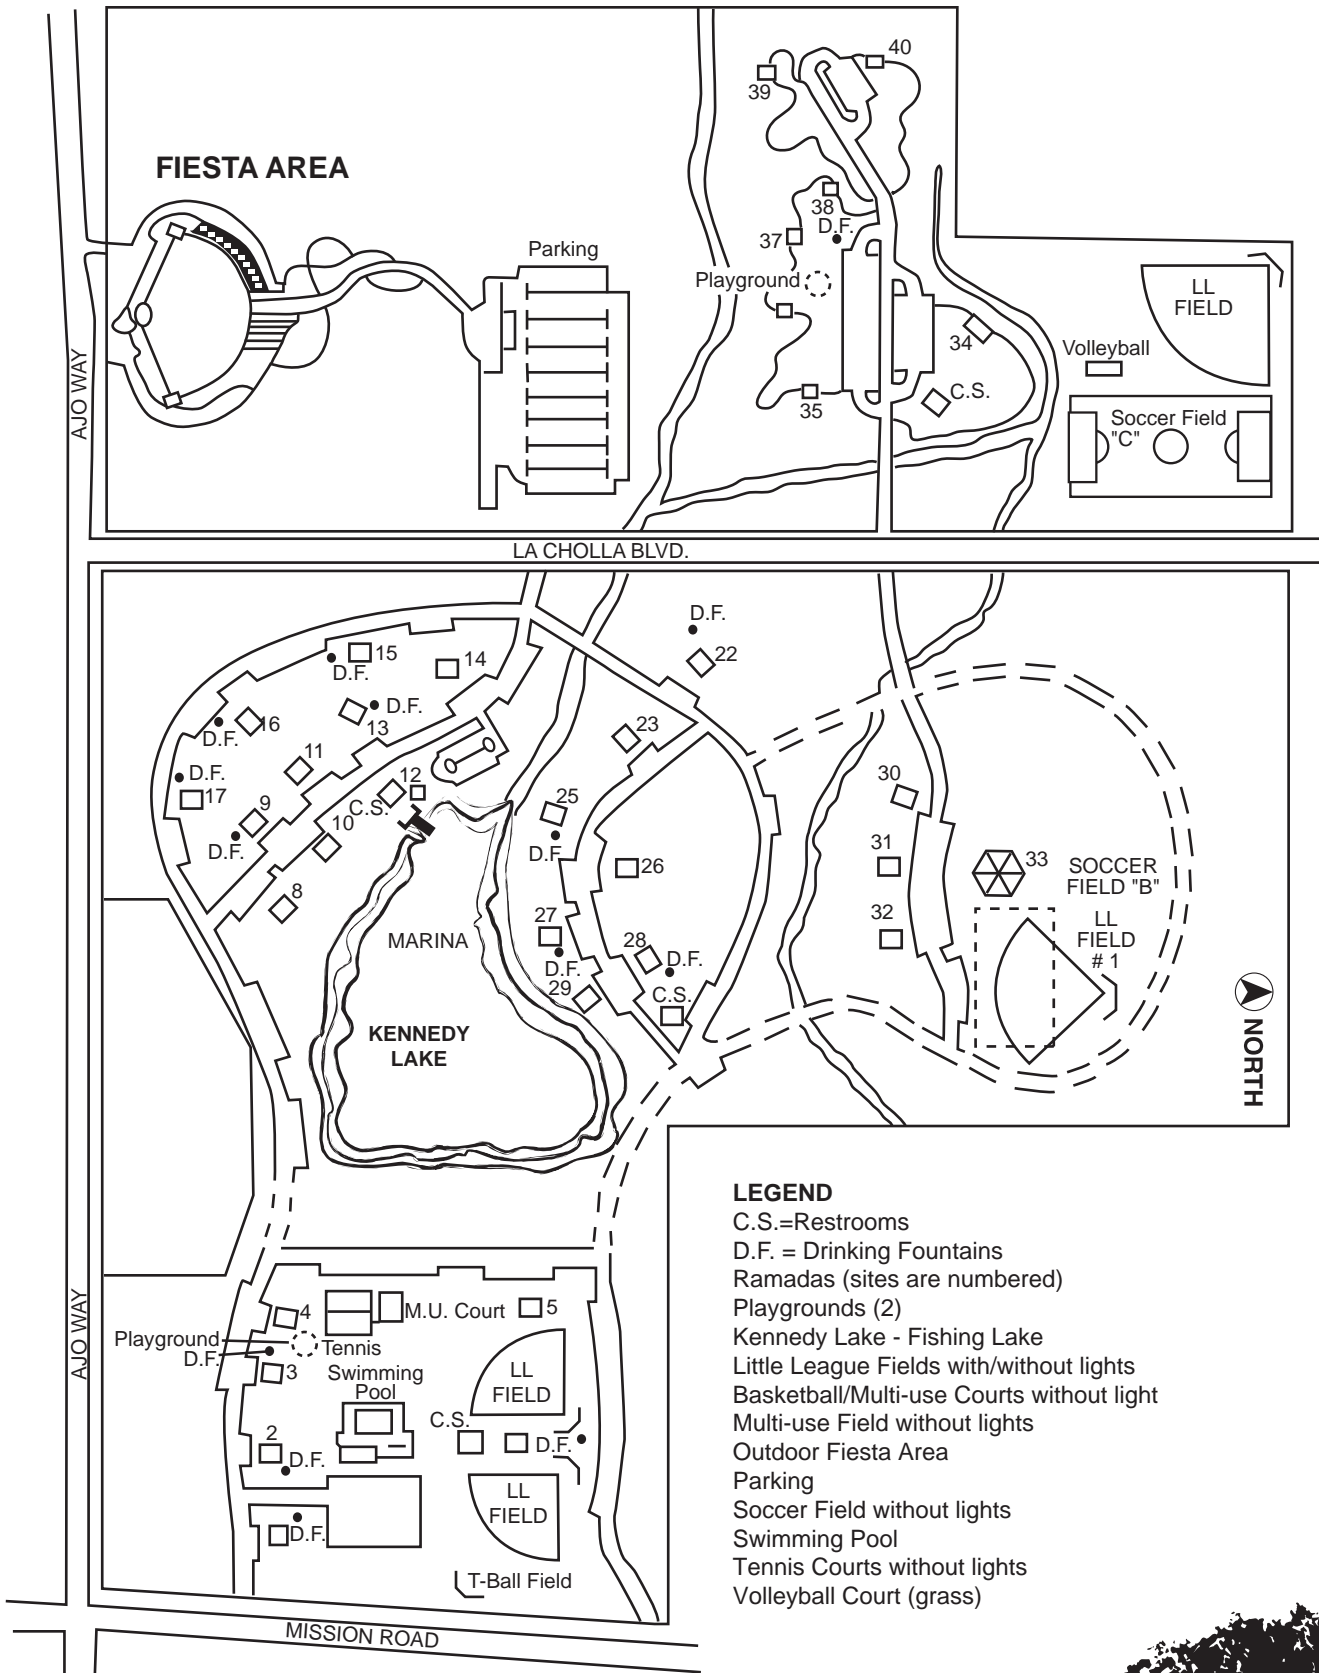 40
39
FIESTA AREA
38
D.F.
37
Parking
Playground
LL
FIELD
34
Volleyball
C.S.
35
Soccer Field
"C"
AJO WAY
LA CHOLLA BLVD.
D.F.
15
14
22
D.F.
D.F.
13
16
D.F.
23
11
D.F.
12
30
17
C.S.
25
9
10
D.F.
D.F.
31
26
33
SOCCER
FIELD "B"
8
32
LL
FIELD
# 1
27
MARINA
28
D.F.
D.F.
29
C.S.
KENNEDY
LAKE
NORTH
LEGEND
C.S.=Restrooms
D.F. = Drinking Fountains
Ramadas (sites are numbered)
Playgrounds (2)
Kennedy Lake - Fishing Lake
Little League Fields with/without lights
Basketball/Multi-use Courts without light
Multi-use Field without lights
Outdoor Fiesta Area
Parking
Soccer Field without lights
Swimming Pool
Tennis Courts without lights
Volleyball Court (grass)
AJO WAY
4
M.U. Court
5
Playground
Tennis
D.F.
3
Swimming
Pool
LL
FIELD
C.S.
2
D.F.
D.F.
LL
FIELD
D.F.
T-Ball Field
MISSION ROAD